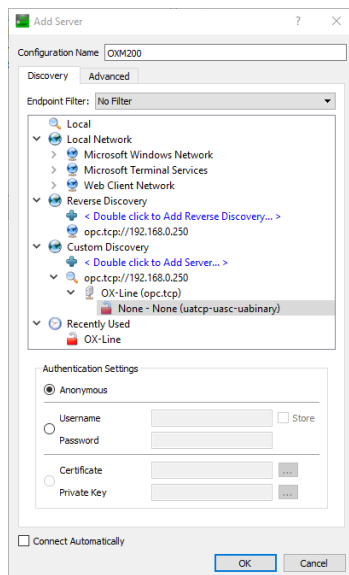 Add Server
Configuration Name OXM200
Discovery Advanced
Endpoint Filter: No Filter
Local
Local Network
Microsoft Windows Network
Microsoft Terminal Services
Web Client Network
Reverse Discovery
< Double click to Add Reverse Discovery... >
opc.tcp://192.168.0.250
Custom Discovery
< Double click to Add Server... >
opc.tcp://192.168.0.250
OX-Line (opc.tcp)
None - None (uatcp-uasc-uabinary)
Recently Used
OX-Line
Authentication Settings
Anonymous
Username Store
Password
Certificate ...
Private Key ...
Connect Automatically
OK Cancel